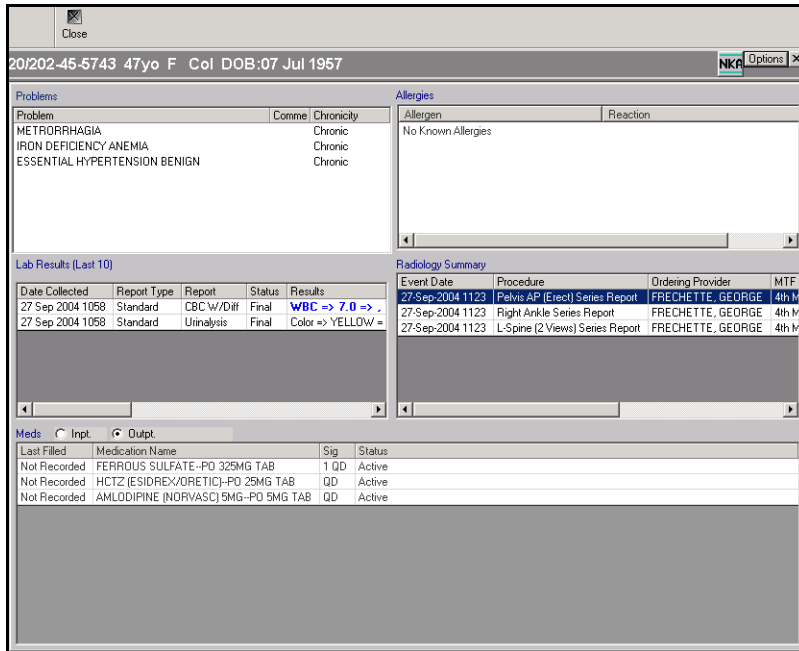 Close
20/202-45-5743 47yo F Col DOB:07 Jul 1957
NKA Options
Problems
Problem Comme Chronicity
METRORRHAGIA Chronic
IRON DEFICIENCY ANEMIA Chronic
ESSENTIAL HYPERTENSION BENIGN Chronic
Allergies
Allergen Reaction
No Known Allergies
Lab Results (Last 10)
Date Collected Report Type Report Status Results
27 Sep 2004 1058 Standard CBC W/Diff Final WBC => 7.0 => ,
27 Sep 2004 1058 Standard Urinalysis Final Color => YELLOW =
Radiology Summary
Event Date Procedure Ordering Provider MTF
27-Sep-2004 1123 Pelvis AP (Erect) Series Report FRECHETTE, GEORGE 4th M
27-Sep-2004 1123 Right Ankle Series Report FRECHETTE, GEORGE 4th M
27-Sep-2004 1123 L-Spine (2 Views) Series Report FRECHETTE, GEORGE 4th M
Meds Inpt. Outpt.
Last Filled Medication Name Sig Status
Not Recorded FERROUS SULFATE--PO 325MG TAB 1 QD Active
Not Recorded HCTZ (ESIDREX/ORETIC)--PO 25MG TAB QD Active
Not Recorded AMLODIPINE (NORVASC) 5MG--PO 5MG TAB QD Active